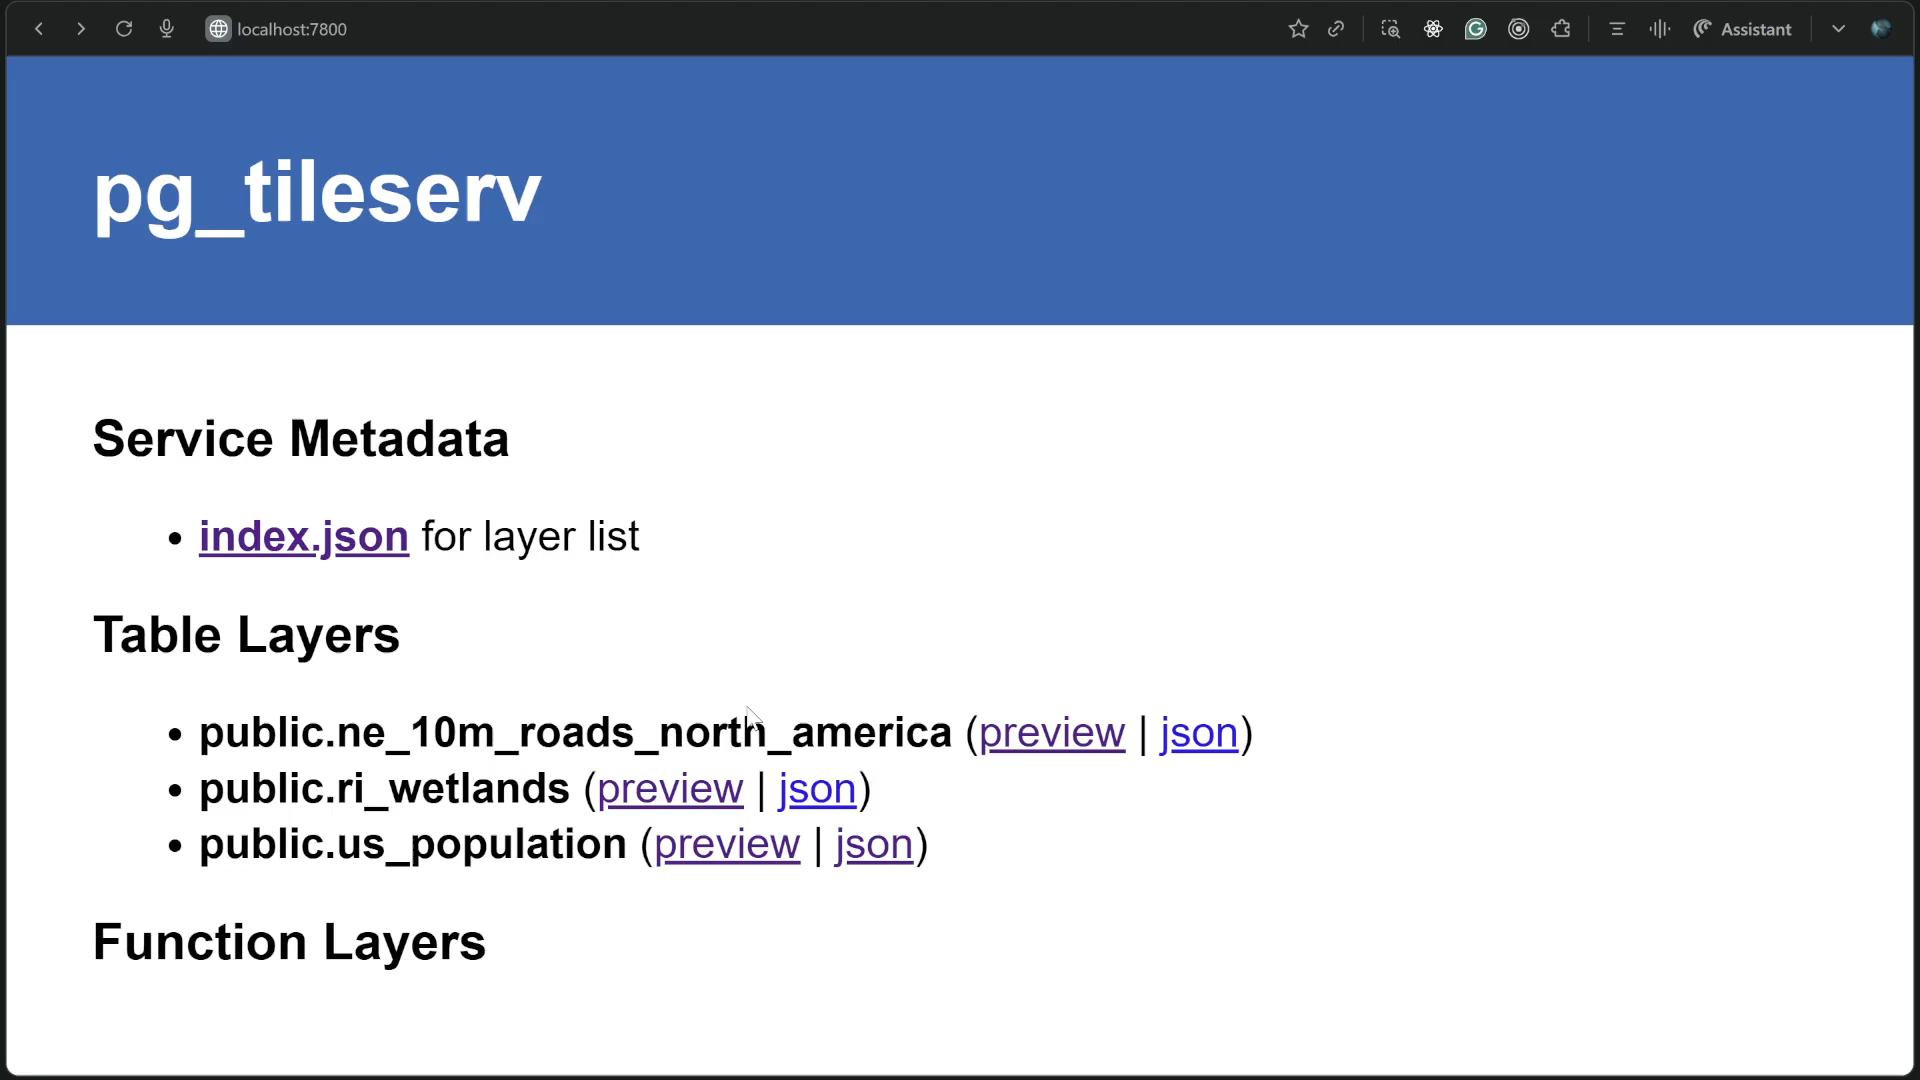 localhost:7800
Assistant
pg_tileserv
Service Metadata
• index.json for layer list
Table Layers
• public.ne_10m_roads_north_america (preview | json)
• public.ri_wetlands (preview | json)
• public.us_population (preview | json)
Function Layers